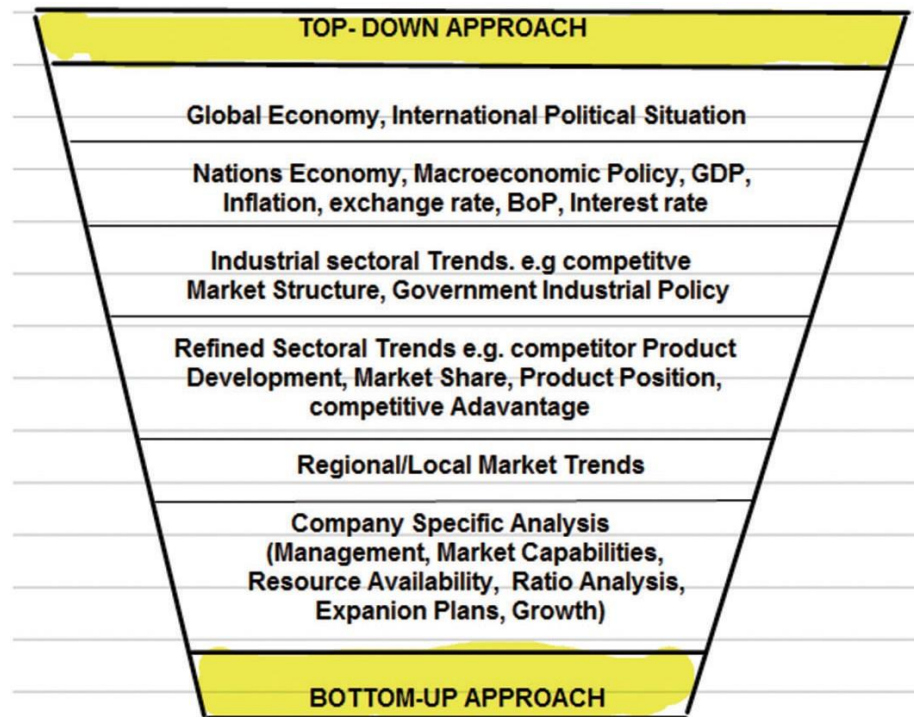 TOP- DOWN APPROACH
Global Economy, International Political Situation
Nations Economy, Macroeconomic Policy, GDP,
Inflation, exchange rate, BoP, Interest rate
Industrial sectoral Trends. e.g competitve
Market Structure, Government Industrial Policy
Refined Sectoral Trends e.g. competitor Product
Development, Market Share, Product Position,
competitive Adavantage
Regional/Local Market Trends
Company Specific Analysis
(Management, Market Capabilities,
Resource Availability, Ratio Analysis,
Expanion Plans, Growth)
BOTTOM-UP APPROACH